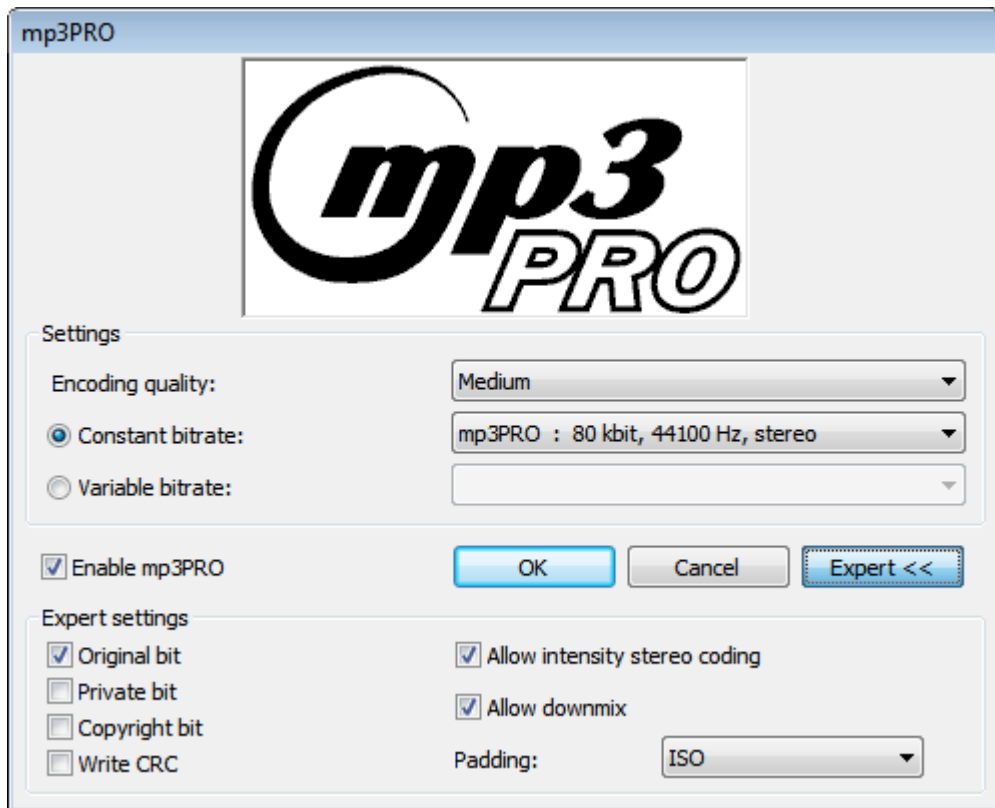 mp3PRO
mp3
PRO
Settings
Encoding quality: Medium
Constant bitrate: mp3PRO : 80 kbit, 44100 Hz, stereo
Variable bitrate:
Enable mp3PRO OK Cancel Expert <<
Expert settings
Original bit Allow intensity stereo coding
Private bit
Allow downmix
Copyright bit
Write CRC Padding: ISO